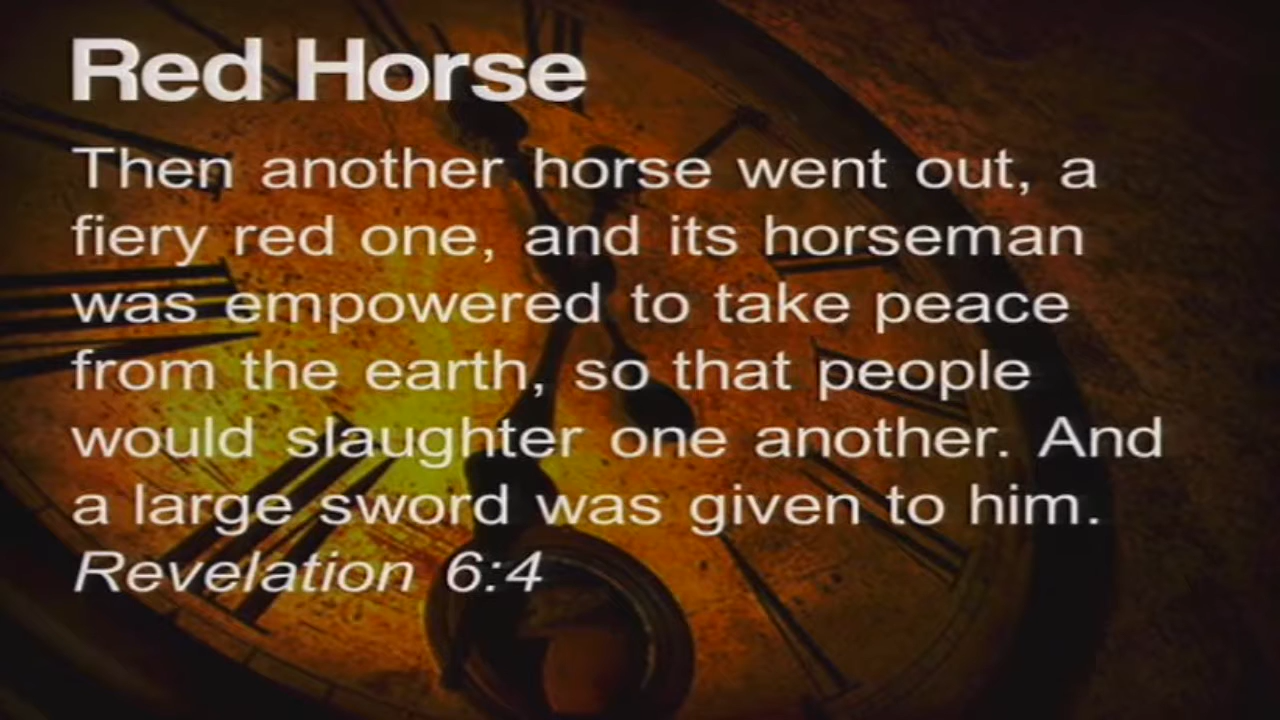 Red Horse
Then another horse went out, a
fiery red one, and its horseman
was empowered to take peace
from the earth, so that people
would slaughter one another. And
a large sword was given to him.
Revelation 6:4